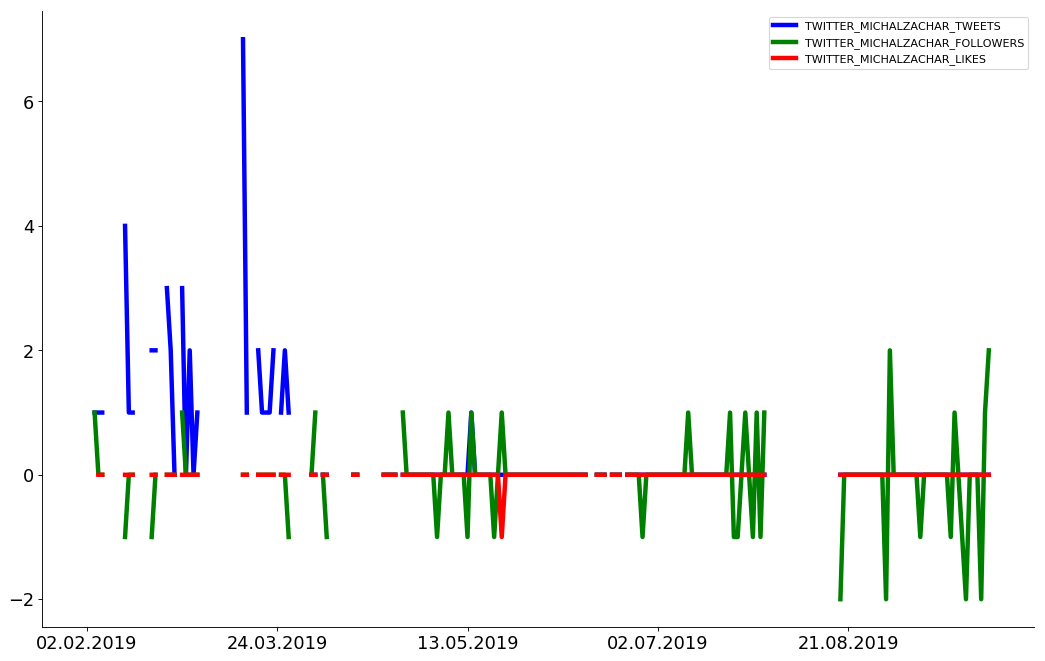 TWITTER_MICHALZACHAR_TWEETS
TWITTER_MICHALZACHAR_FOLLOWERS
TWITTER_MICHALZACHAR_LIKES
6
4
2
0
−2
02.02.2019 24.03.2019 13.05.2019 02.07.2019 21.08.2019